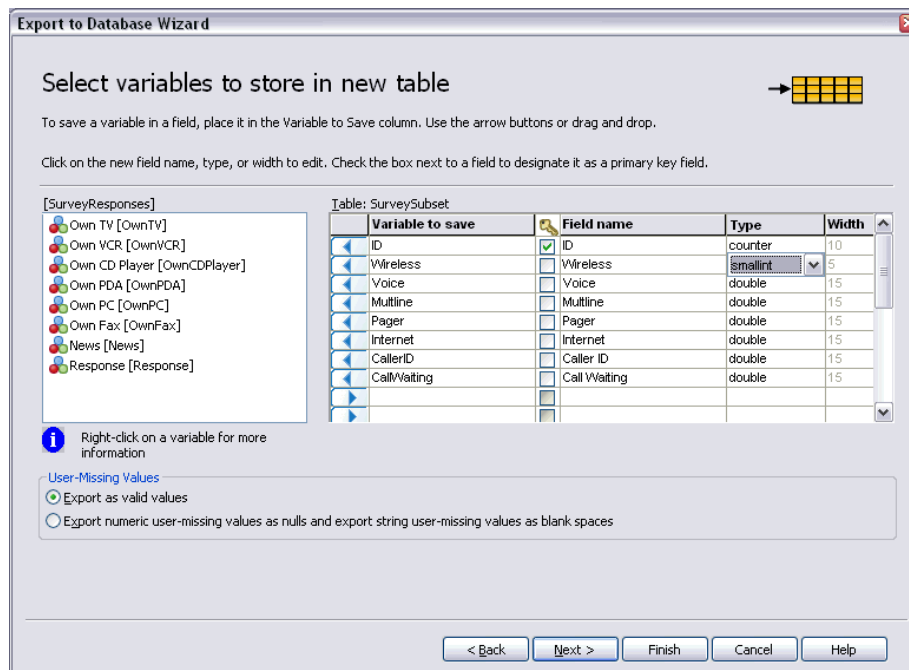 Export to Database Wizard
Select variables to store in new table
To save a variable in a field, place it in the Variable to Save column. Use the arrow buttons or drag and drop.
Click on the new field name, type, or width to edit. Check the box next to a field to designate it as a primary key field.
[SurveyResponses]
Own TV [OwnTV]
Own VCR [OwnVCR]
Own CD Player [OwnCDPlayer]
Own PDA [OwnPDA]
Own PC [OwnPC]
Own Fax [OwnFax]
News [News]
Response [Response]
Table: SurveySubset
Variable to save Field name Type Width
ID ID counter 10
Wireless Wireless smallint 5
Voice Voice double 15
Multline Multline double 15
Pager Pager double 15
Internet Internet double 15
CallerID Caller ID double 15
CallWaiting Call Waiting double 15
Right-click on a variable for more
information
User-Missing Values
Export as valid values
Export numeric user-missing values as nulls and export string user-missing values as blank spaces
< Back Next > Finish Cancel Help